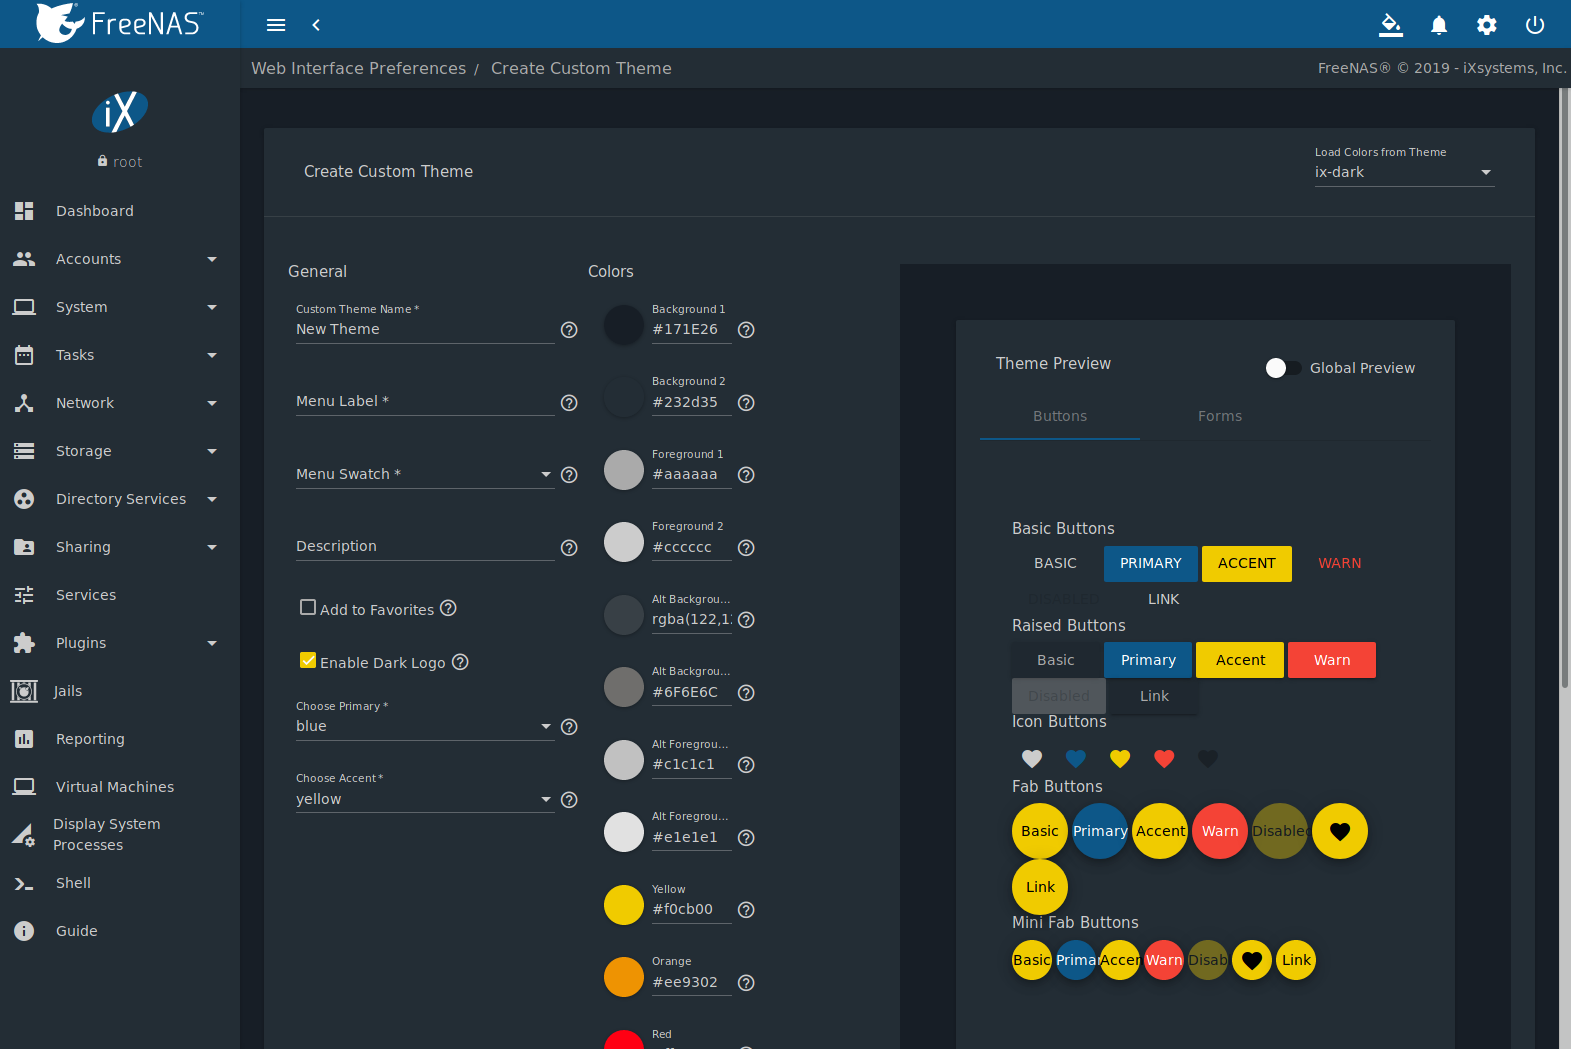 FreeNAS™
Web Interface Preferences / Create Custom Theme
FreeNAS® © 2019 - iXsystems, Inc.
iX
root
Dashboard
Accounts
System
Tasks
Network
Storage
Directory Services
Sharing
Services
Plugins
Jails
Reporting
Virtual Machines
Display System
Processes
Shell
Guide
Create Custom Theme
Load Colors from Theme
ix-dark
General
Custom Theme Name *
New Theme
Menu Label *
Menu Swatch *
Description
Add to Favorites
Enable Dark Logo
Choose Primary *
blue
Choose Accent *
yellow
Colors
Background 1
#171E26
Background 2
#232d35
Foreground 1
#aaaaaa
Foreground 2
#cccccc
Alt Backgrou...
rgba(122,1
Alt Backgrou...
#6F6E6C
Alt Foregrou...
#c1c1c1
Alt Foregrou...
#e1e1e1
Yellow
#f0cb00
Orange
#ee9302
Red
Theme Preview
Global Preview
Buttons Forms
Basic Buttons
BASIC PRIMARY ACCENT WARN
DISABLED LINK
Raised Buttons
Basic Primary Accent Warn
Disabled Link
Icon Buttons
Fab Buttons
Basic Primary Accent Warn Disabled
Link
Mini Fab Buttons
Basic Primar Accer Warn Disab Link